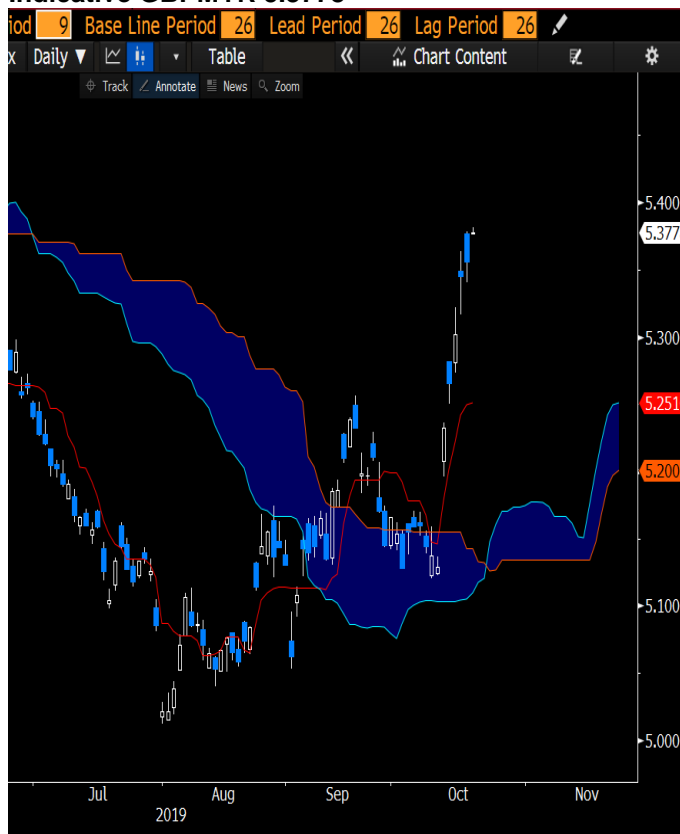 Indicative
iod 9 Base Line Period 26 Lead Period 26 Lag Period 26
x Daily ▼ Table « Chart Content
Track Annotate News Zoom
5.400
5.377
5.300
5.251
5.200
5.100
5.000
Jul Aug Sep Oct Nov
2019